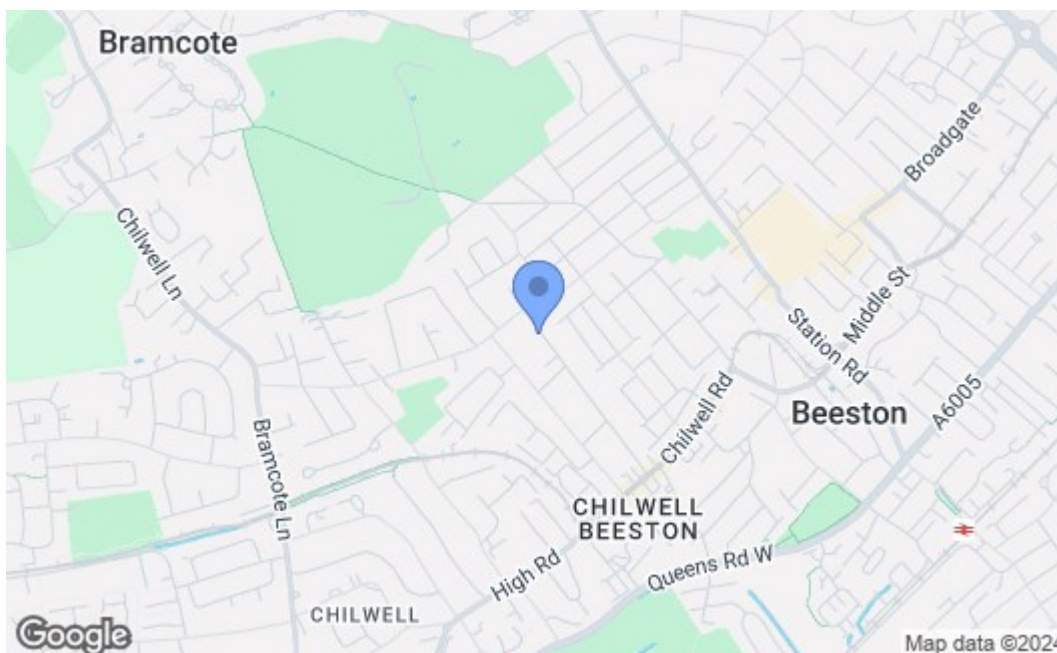 Bramcote
Broadgate
Chilwell Ln
Middle St
Station Rd
A6005
Chilwell Rd
Beeston
Bramcote Ln
CHILWELL
BEESTON
High Rd
Queens Rd W
CHILWELL
Google
Map data ©2024